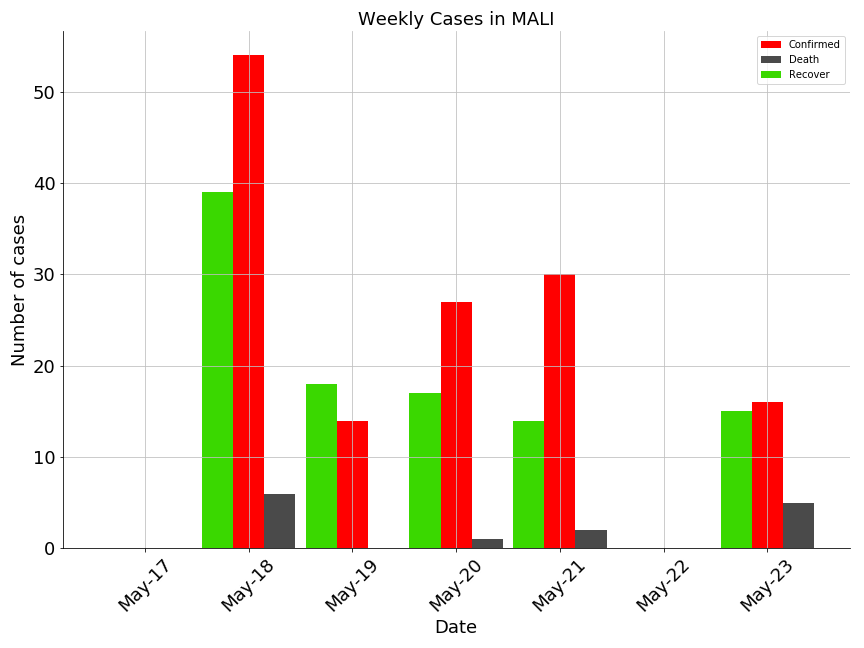 Weekly Cases in MALI
Confirmed
Death
Recover
Number of cases
50
40
30
20
10
0
May-17
May-18
May-19
May-20
May-21
May-22
May-23
Date